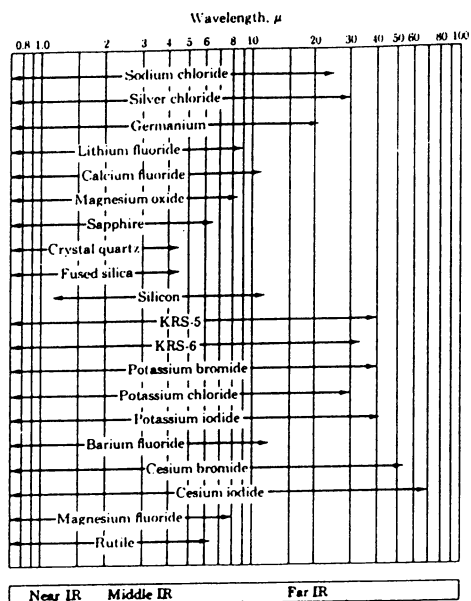 Wavelength, μ
0.8 1.0 2 3 4 5 6 8 10 20 30 40 50 60 80 100
Sodium chloride
Silver chloride
Germanium
Lithium fluoride
Calcium fluoride
Magnesium oxide
Sapphire
Crystal quartz
Fused silica
Silicon
KRS-5
KRS-6
Potassium bromide
Potassium chloride
Potassium iodide
Barium fluoride
Cesium bromide
Cesium iodide
Magnesium fluoride
Rutile
Near IR Middle IR Far IR